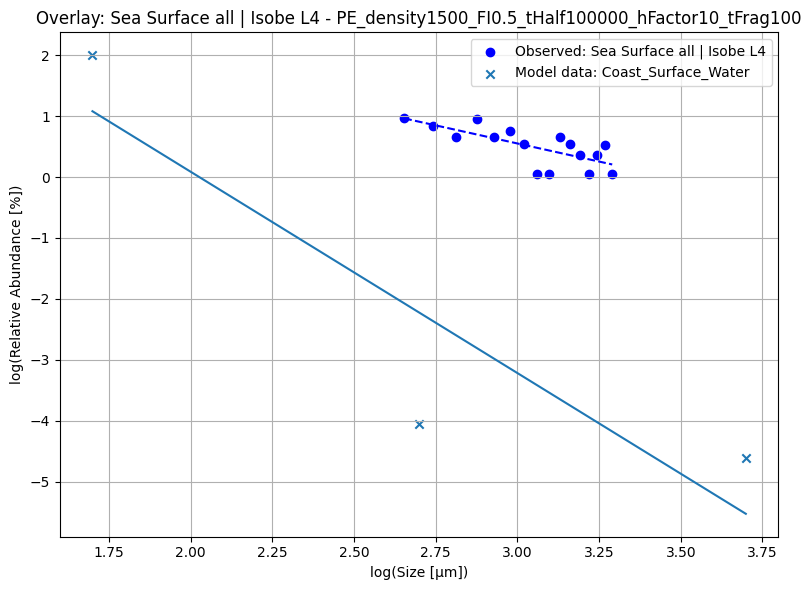 Overlay: Sea Surface all | Isobe L4 - PE_density1500_FI0.5_tHalf100000_hFactor10_tFrag100
Observed: Sea Surface all | Isobe L4
Model data: Coast_Surface_Water
log(Relative Abundance [%])
2
1
0
−1
−2
−3
−4
−5
1.75 2.00 2.25 2.50 2.75 3.00 3.25 3.50 3.75
log(Size [μm])